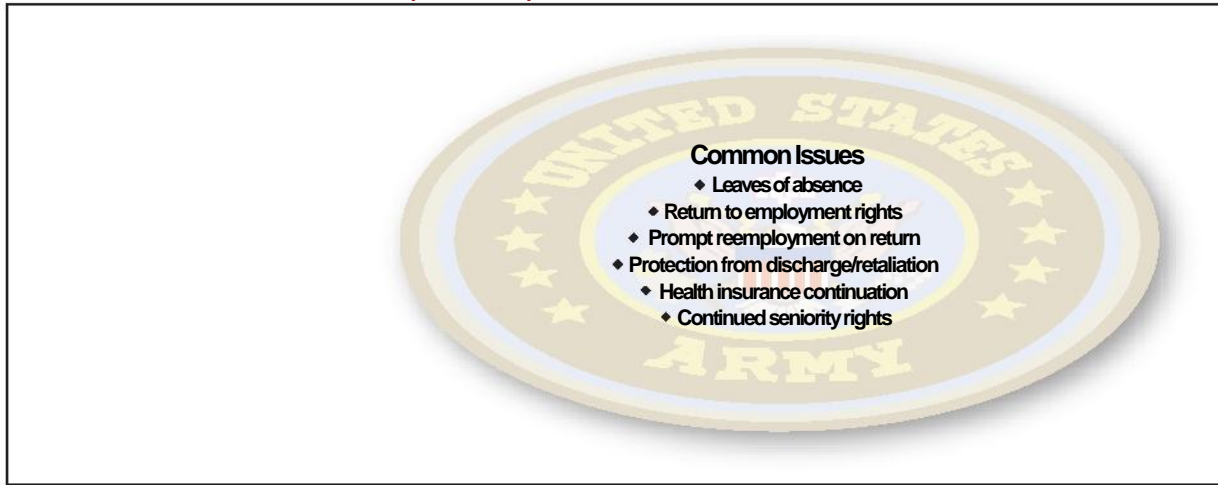 UNITED STATES
Common Issues
◆ Leaves of absence
◆ Return to employment rights
◆ Prompt reemployment on return
◆ Protection from discharge/retaliation
◆ Health insurance continuation
◆ Continued seniority rights
ARMY